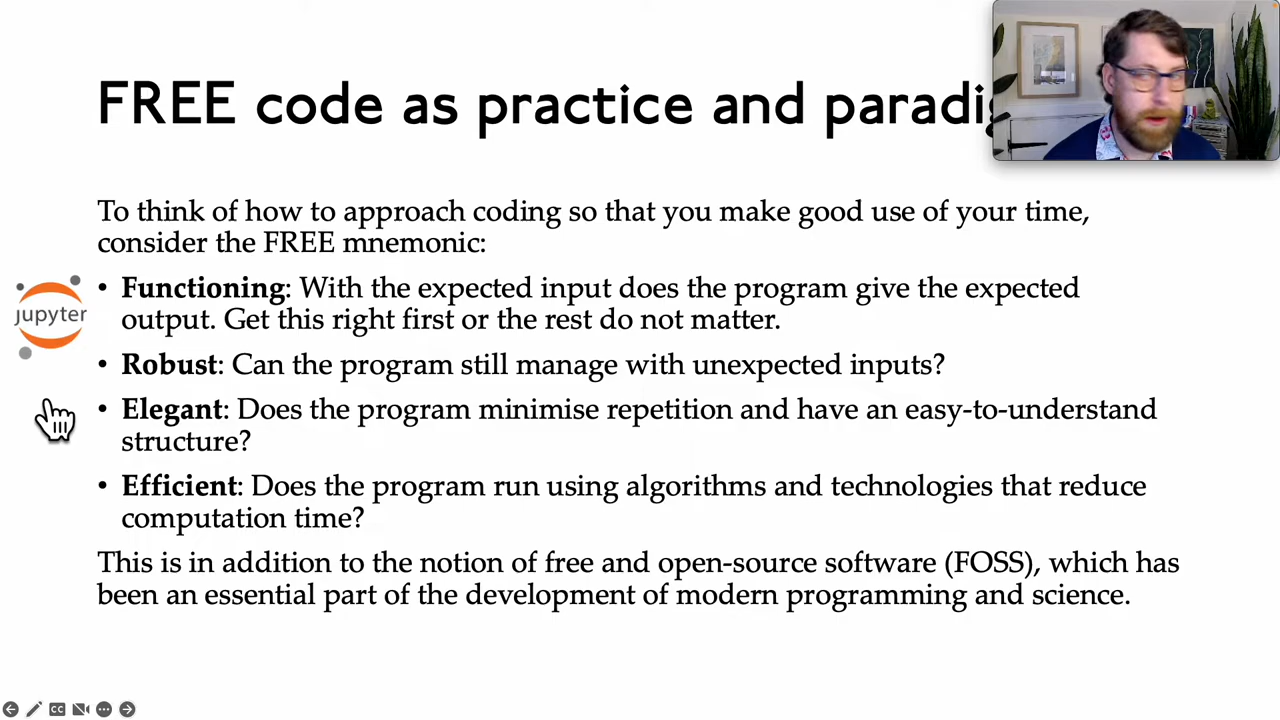 FREE code as practice and
To think of how to approach coding so that you make good use of your time,
consider the FREE mnemonic:
• Functioning: With the expected input does the program give the expected
output. Get this right first or the rest do not matter.
jupyter
• Robust: Can the program still manage with unexpected inputs?
• Elegant: Does the program minimise repetition and have an easy-to-understand
structure?
• Efficient: Does the program run using algorithms and technologies that reduce
computation time?
This is in addition to the notion of free and open-source software (FOSS), which has
been an essential part of the development of modern programming and science.
CC